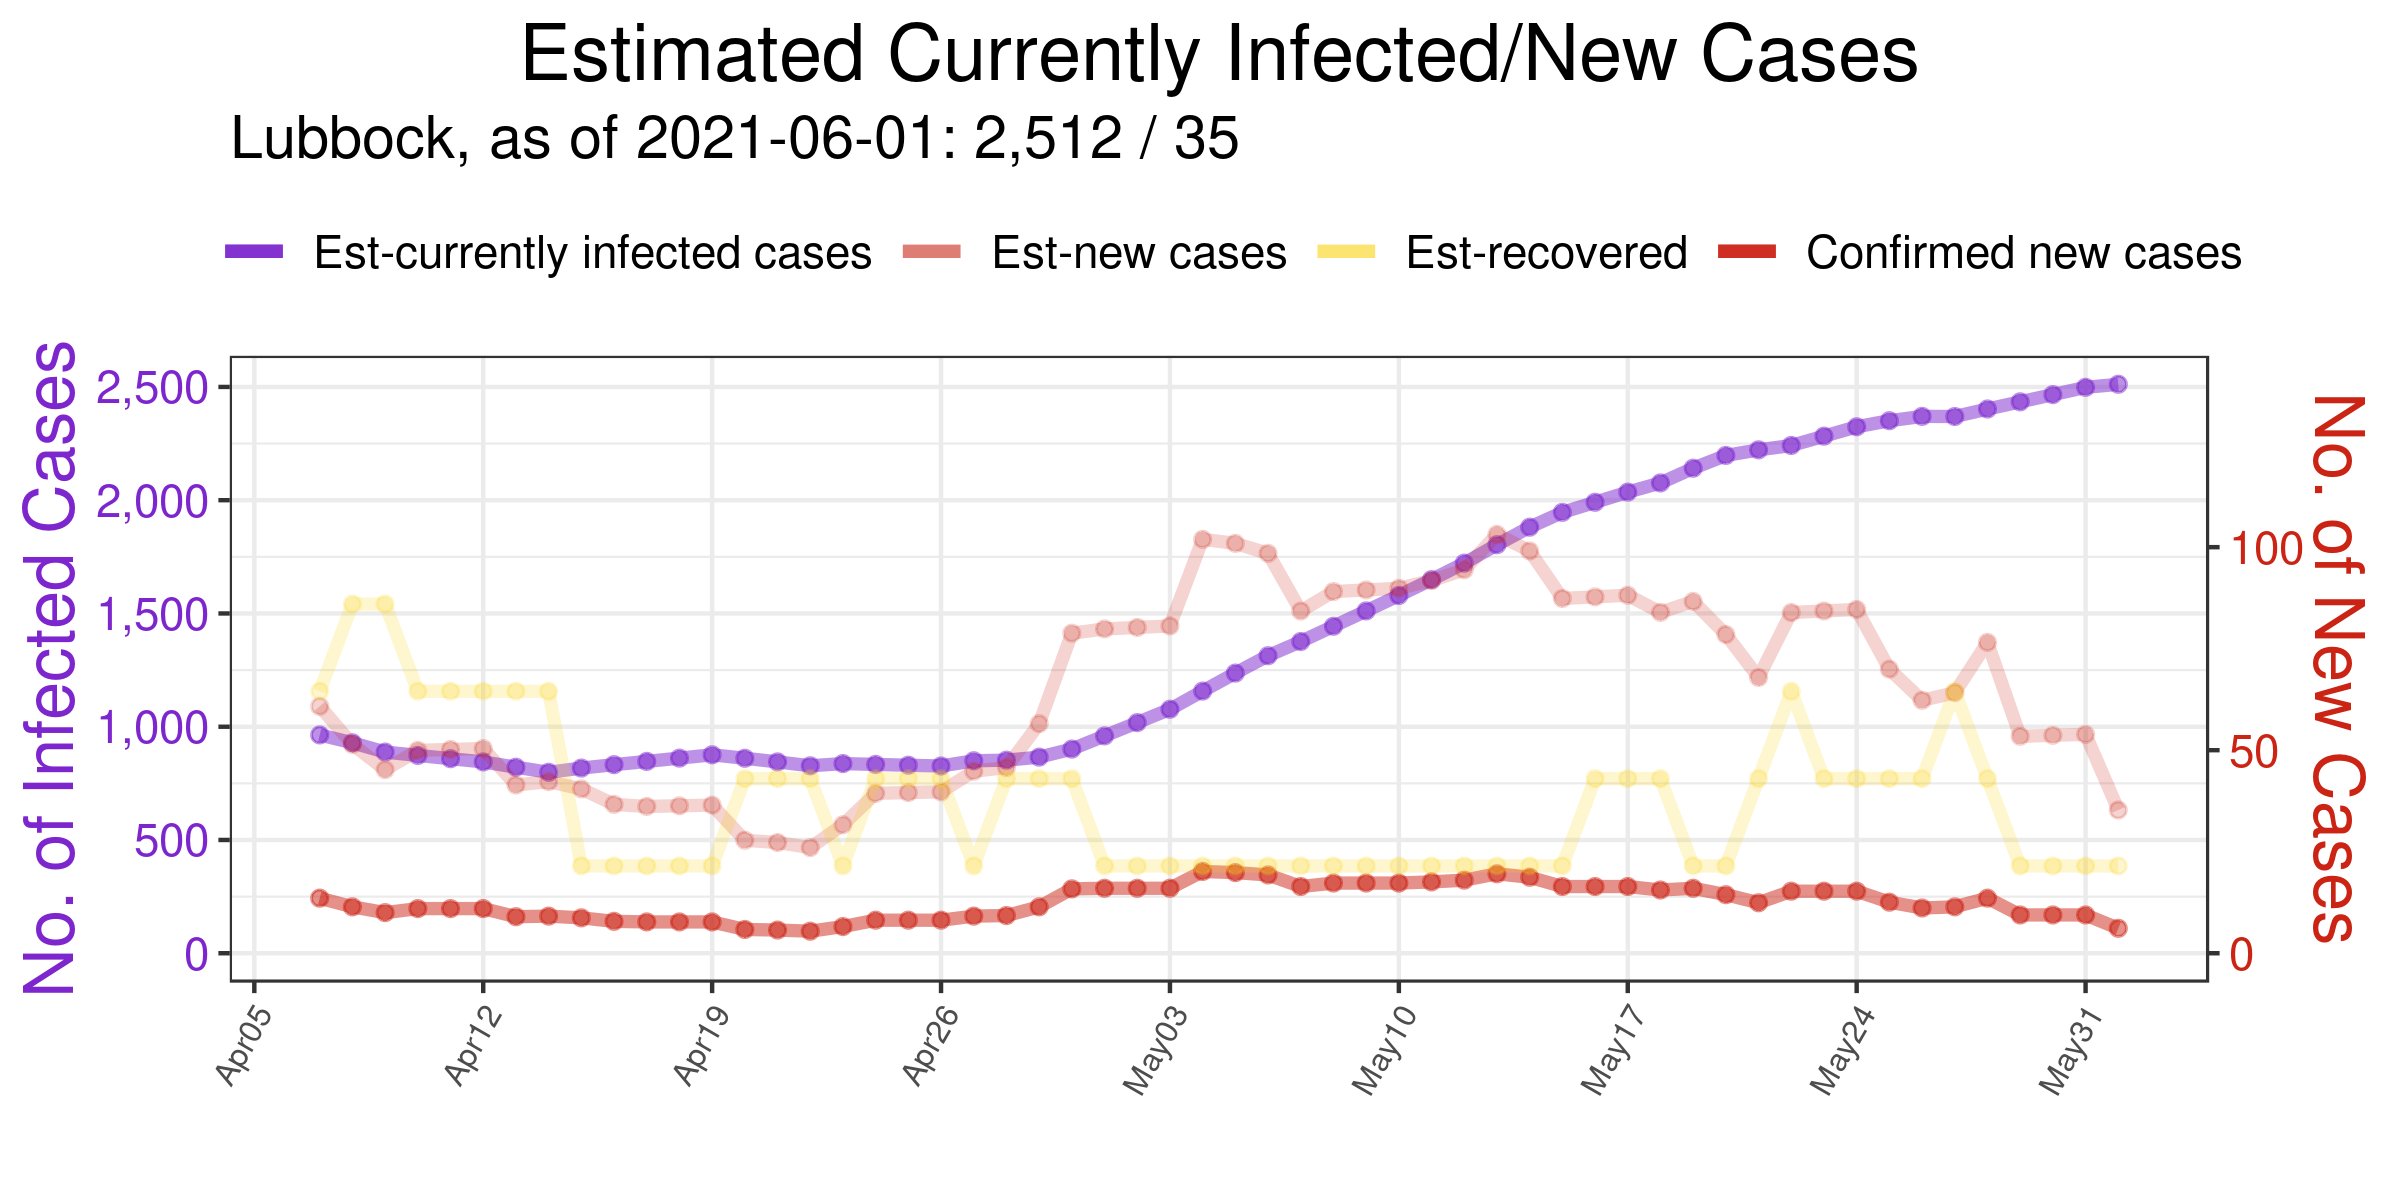 Estimated Currently Infected/New Cases
Lubbock, as of 2021-06-01: 2,512 / 35
Est-currently infected cases Est-new cases Est-recovered Confirmed new cases
No. of Infected Cases
2,500
2,000
1,500
1,000
500
0
100
50
0
No. of New Cases
Apr05 Apr12 Apr19 Apr26 May03 May10 May17 May24 May31